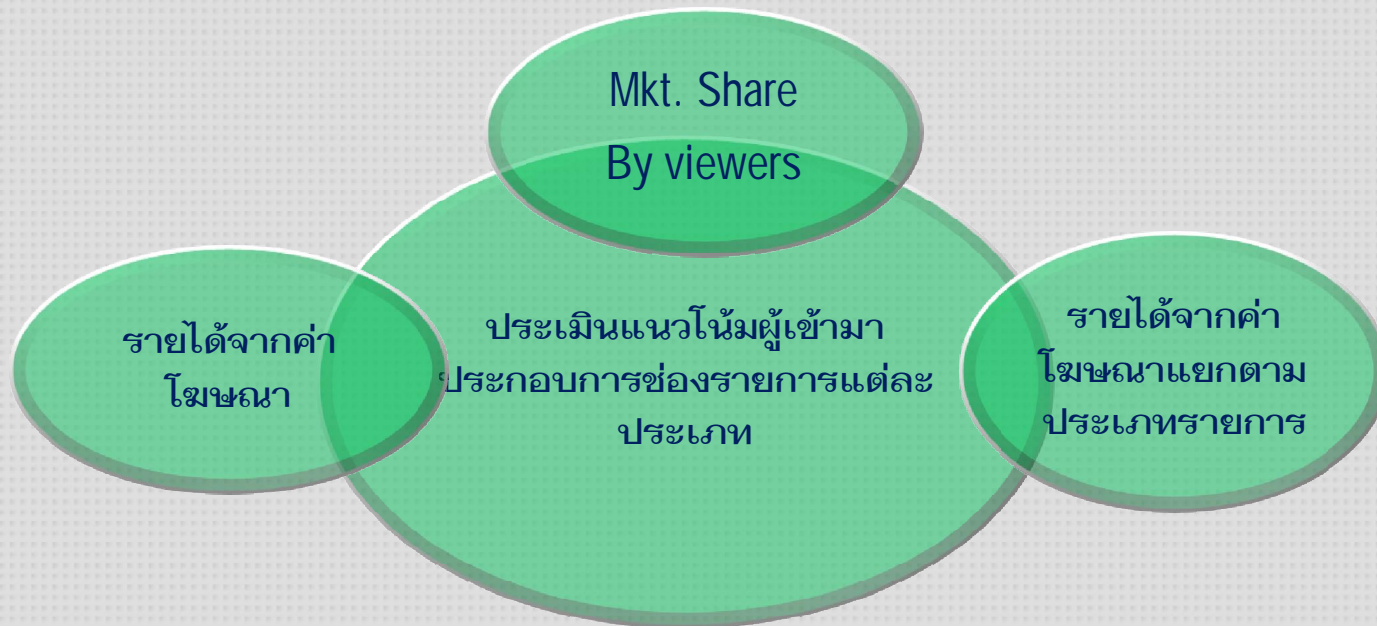 Mkt. Share
By viewers
รายได้จากค่า
โฆษณา
ประเมินแนวโน้มผู้เข้ามา
ประกอบการช่องรายการแต่ละ
ประเภท
รายได้จากค่า
โฆษณาแยกตาม
ประเภทรายการ